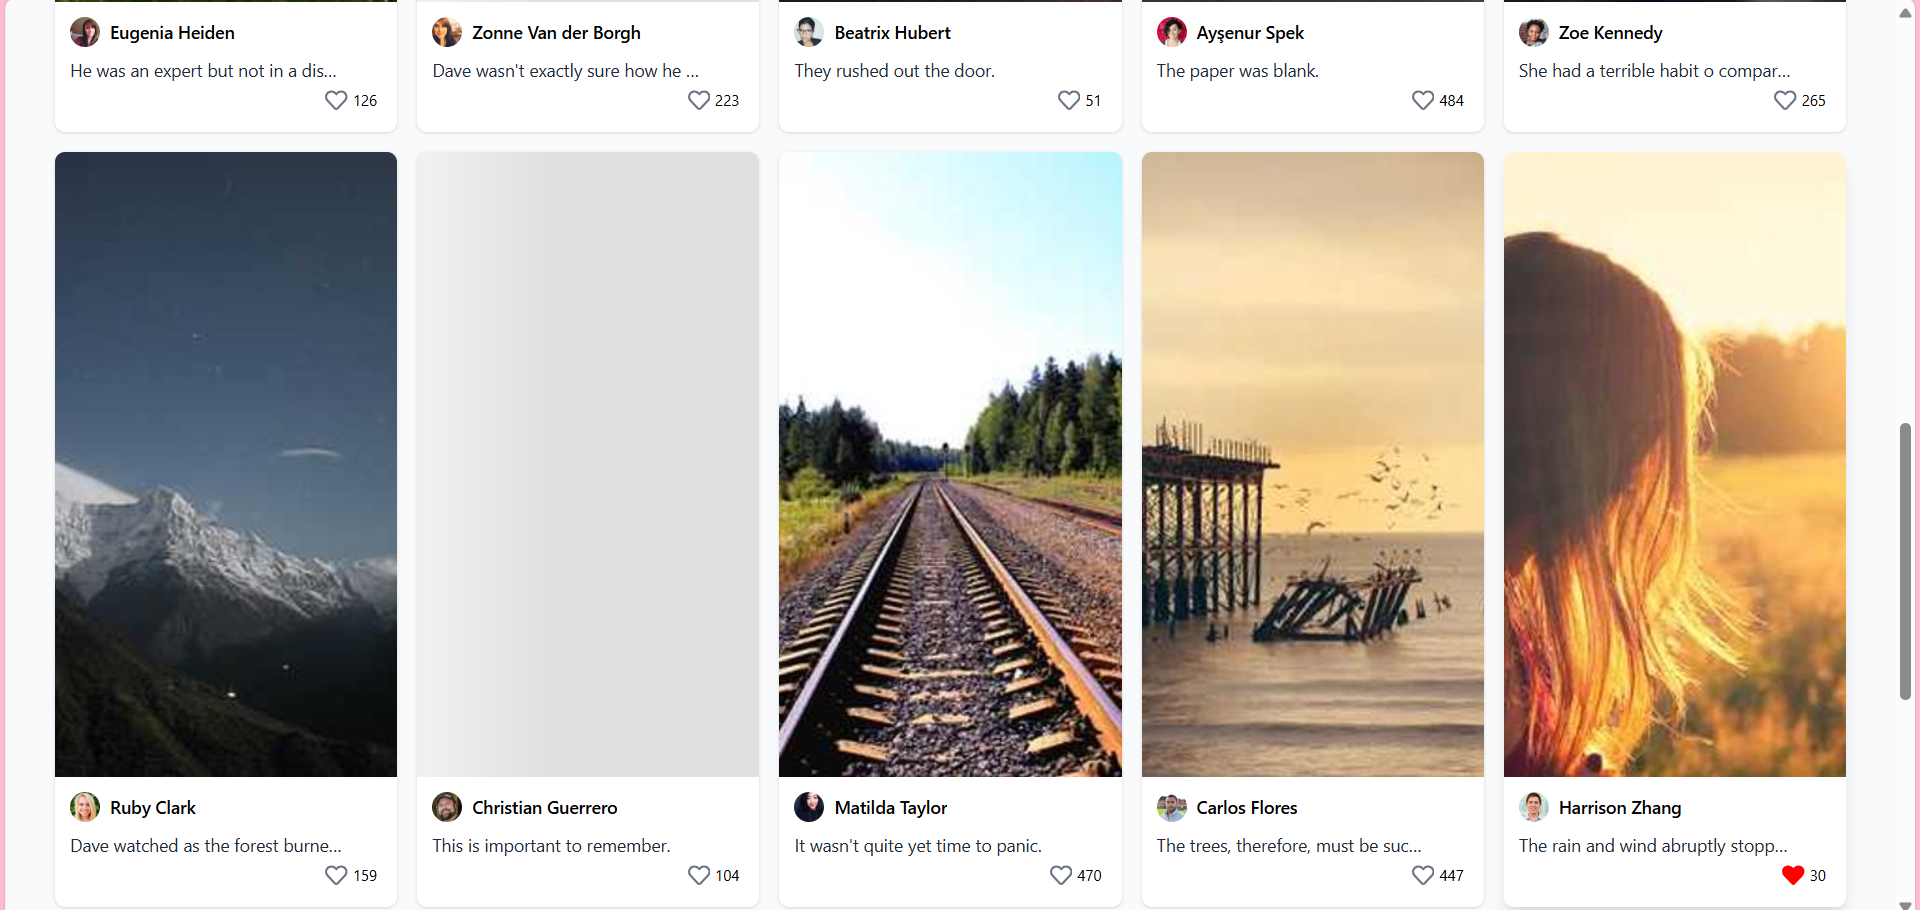 Eugenia Heiden
He was an expert but not in a dis...
126
Zonne Van der Borgh
Dave wasn't exactly sure how he ...
223
Beatrix Hubert
They rushed out the door.
51
Ayşenur Spek
The paper was blank.
484
Zoe Kennedy
She had a terrible habit o compar...
265
Ruby Clark
Dave watched as the forest burne...
159
Christian Guerrero
This is important to remember.
104
Matilda Taylor
It wasn't quite yet time to panic.
470
Carlos Flores
The trees, therefore, must be suc...
447
Harrison Zhang
The rain and wind abruptly stopp...
30